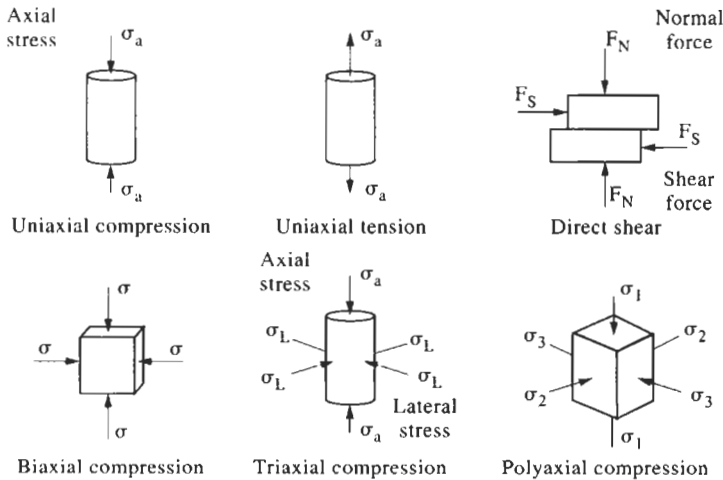 Axial
stress
σa
σa
Uniaxial compression
σa
σa
Uniaxial tension
Normal
force
FN
FS
FS
Shear
force
FN
Direct shear
σ
σ
σ
σ
Biaxial compression
Axial
stress
σa
σL
σL
σL
σL
Lateral
stress
σa
Triaxial compression
σ1
σ3
σ2
σ2
σ3
σ1
Polyaxial compression